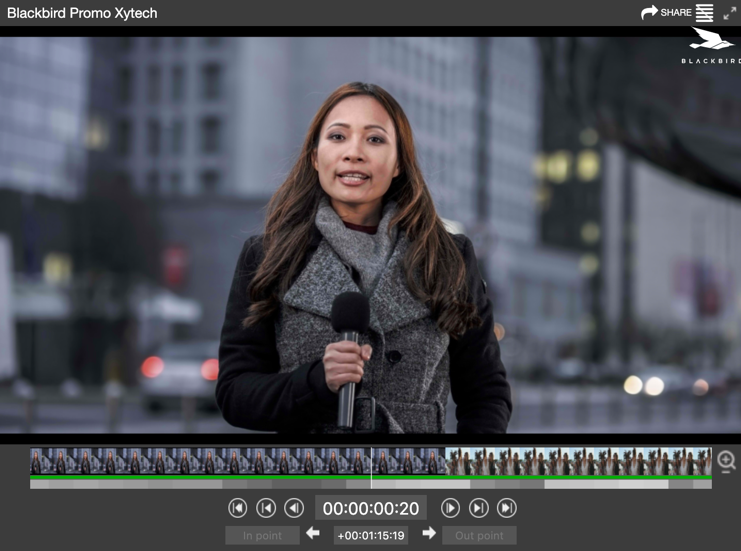 Blackbird Promo Xytech
SHARE
BLACKBIRD
00:00:00:20
In point
+00:01:15:19
Out point